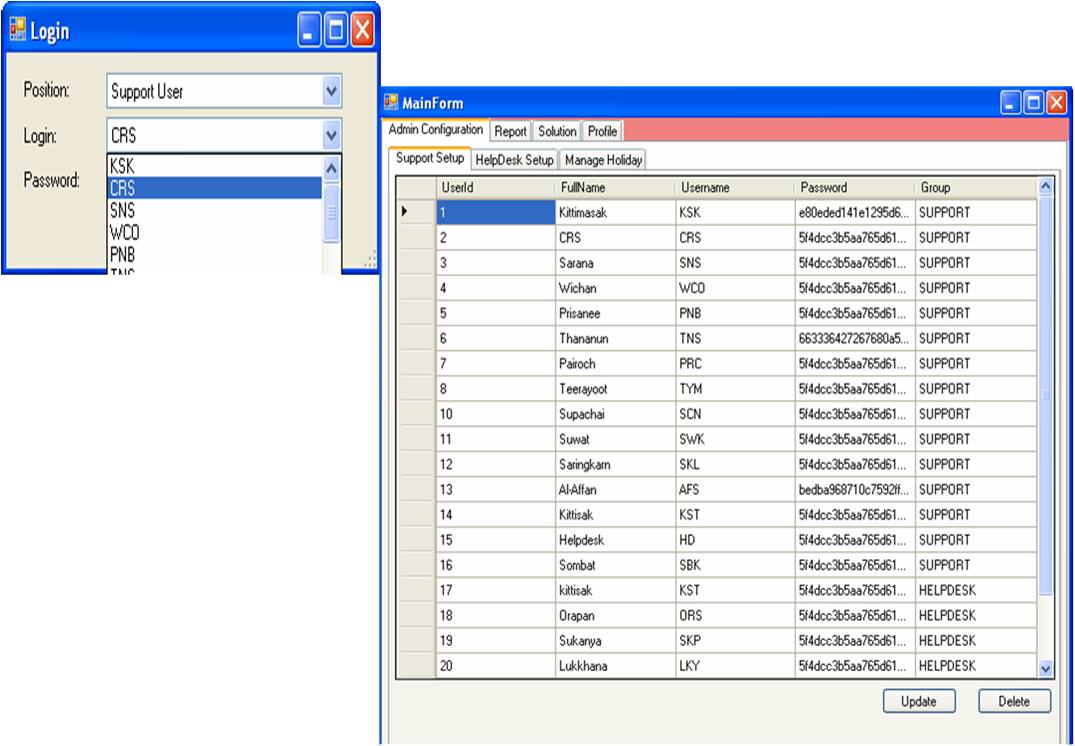 Login
Position: Support User
Login: CRS
KSK
CRS
Password: SNS
WCO
PNB
TNS
MainForm
Admin Configuration Report Solution Profile
Support Setup HelpDesk Setup Manage Holiday
UserId FullName Username Password Group
1 Kittimasak KSK e80eded141e1295d6... SUPPORT
2 CRS CRS 5f4dcc3b5aa765d61... SUPPORT
3 Sarana SNS 5f4dcc3b5aa765d61... SUPPORT
4 Wichan WCO 5f4dcc3b5aa765d61... SUPPORT
5 Prisanee PNB 5f4dcc3b5aa765d61... SUPPORT
6 Thananun TNS 663336427267680a5... SUPPORT
7 Pairoch PRC 5f4dcc3b5aa765d61... SUPPORT
8 Teerayoot TYM 5f4dcc3b5aa765d61... SUPPORT
10 Supachai SCN 5f4dcc3b5aa765d61... SUPPORT
11 Suwat SWK 5f4dcc3b5aa765d61... SUPPORT
12 Saringkarn SKL 5f4dcc3b5aa765d61... SUPPORT
13 Al-Affan AFS bedba968710c7592ff... SUPPORT
14 Kittisak KST 5f4dcc3b5aa765d61... SUPPORT
15 Helpdesk HD 5f4dcc3b5aa765d61... SUPPORT
16 Sombat SBK 5f4dcc3b5aa765d61... SUPPORT
17 kittisak KST 5f4dcc3b5aa765d61... HELPDESK
18 Orapan ORS 5f4dcc3b5aa765d61... HELPDESK
19 Sukanya SKP 5f4dcc3b5aa765d61... HELPDESK
20 Lukkhana LKY 5f4dcc3b5aa765d61... HELPDESK
Update Delete